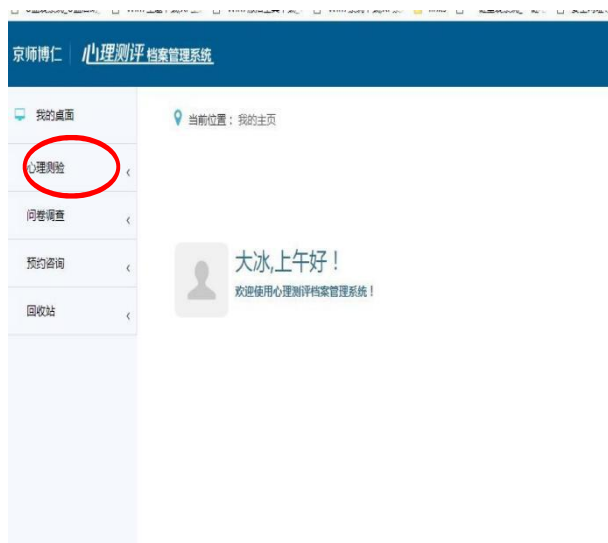 京师博仁 心理测评 档案管理系统
我的桌面
当前位置：我的主页
心理测验
问卷调查
预约咨询
回收站
大冰,上午好！
欢迎使用心理测评档案管理系统！